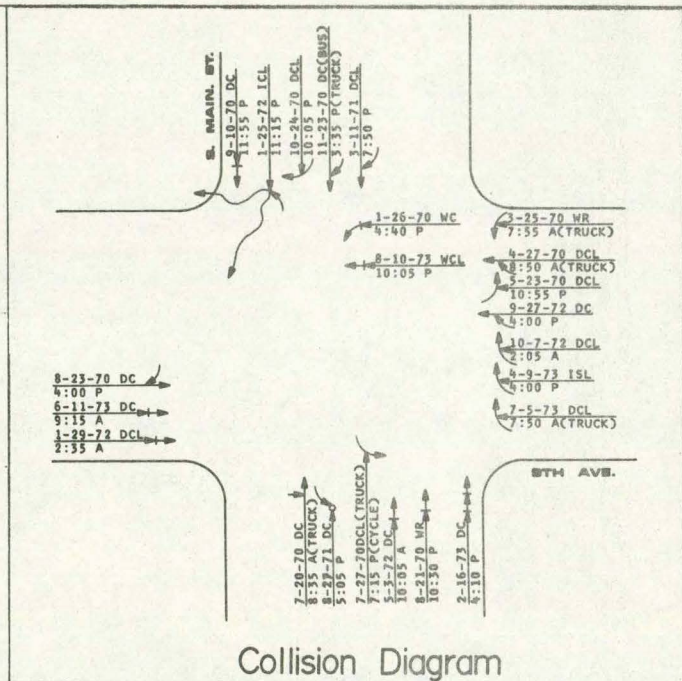 S. MAIN. ST.
9-10-70 DC
11:55 P
1-25-72 ICL
11:15 P
10-24-70 DCL
10:05 P
11-23-70 DC(BUS)
3:35 P(TRUCK)
3-11-71 DCL
7:50 P
1-26-70 WC
4:40 P
8-10-73 WCL
10:05 P
3-25-70 WR
7:55 A(TRUCK)
4-27-70 DCL
8:50 A(TRUCK)
5-23-70 DCL
10:55 P
9-27-72 DC
4:00 P
10-7-72 DCL
2:05 A
4-9-73 ISL
4:00 P
7-5-73 DCL
7:50 A(TRUCK)
8-23-70 DC
4:00 P
6-11-73 DC
9:15 A
1-29-72 DCL
2:35 A
9TH AVE.
7-20-70 DC
8:35 A(TRUCK)
8-27-71 DC
5:05 P
7-27-70DCL(TRUCK)
7:15 P(CYCLE)
5-3-72 DC
10:05 A
8-21-70 WR
10:30 P
2-16-73 DC
4:10 P
Collision Diagram